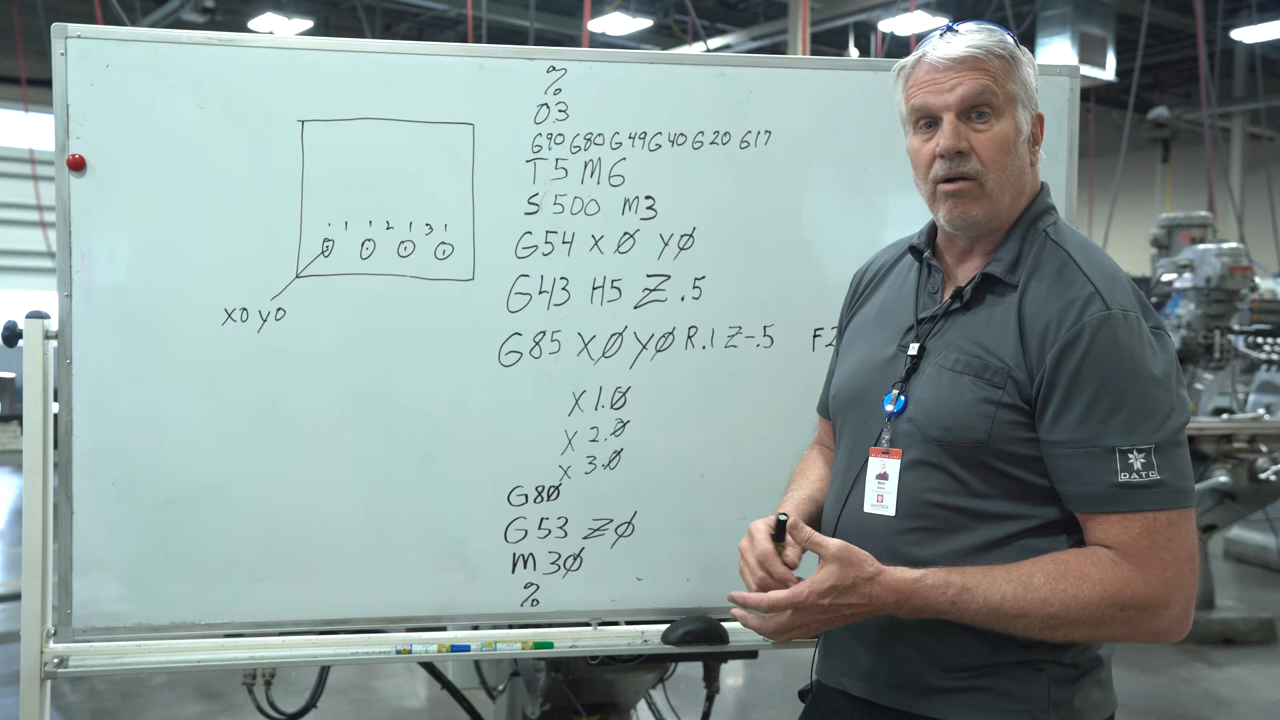 %
O3
G90 G80 G49 G40 G20 G17
T5 M6
S500 M3
G54 XØ YØ
G43 H5 Z.5
G85 XØ YØ R.1 Z-.5 F2
X1.Ø
X2.Ø
X3.Ø
G8Ø
G53 ZØ
M3Ø
%
1 2 3
X0 Y0
DATC